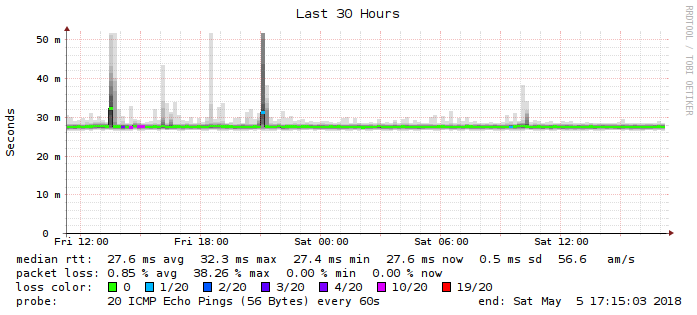 Last 30 Hours
RRDTOOL / TOBI OETIKER
Seconds
50 m
40 m
30 m
20 m
10 m
0
Fri 12:00 Fri 18:00 Sat 00:00 Sat 06:00 Sat 12:00
median rtt: 27.6 ms avg 32.3 ms max 27.4 ms min 27.6 ms now 0.5 ms sd 56.6 am/s
packet loss: 0.85 % avg 38.26 % max 0.00 % min 0.00 % now
loss color: 0 1/20 2/20 3/20 4/20 10/20 19/20
probe: 20 ICMP Echo Pings (56 Bytes) every 60s end: Sat May 5 17:15:03 2018